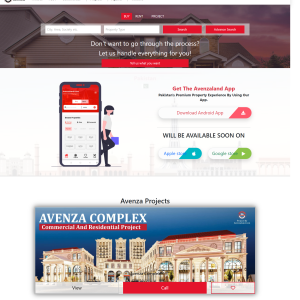 BUY RENT PROJECT
Search
Advance Search
Don't want to go through the process?
Let us handle everything for you!
Tell us what you need
Get The Avenzaland App
Pakistan's Premium Property Experience By Using Our
App.
Download Android App
WILL BE AVAILABLE SOON ON
Apple store
Google store
Avenza Projects
AVENZA COMPLEX
Commercial And Residential Project
View
Call